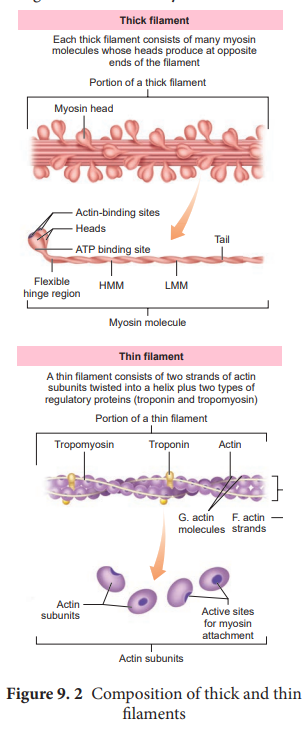 Thick filament
Each thick filament consists of many myosin
molecules whose heads produce at opposite
ends of the filament
Portion of a thick filament
Myosin head
Actin-binding sites
Heads
ATP binding site
Tail
Flexible
hinge region
HMM
LMM
Myosin molecule
Thin filament
A thin filament consists of two strands of actin
subunits twisted into a helix plus two types of
regulatory proteins (troponin and tropomyosin)
Portion of a thin filament
Tropomyosin
Troponin
Actin
G. actin
molecules
F. actin
strands
Actin
subunits
Active sites
for myosin
attachment
Actin subunits
Figure 9. 2 Composition of thick and thin
filaments